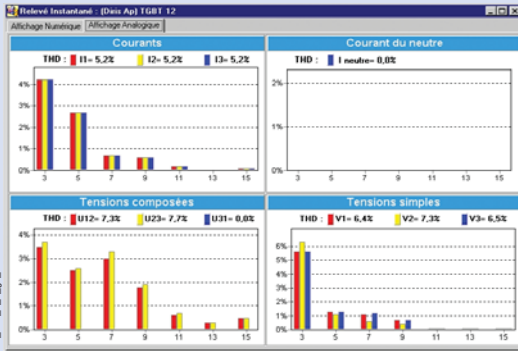 Relevé Instantané : (Diris Ap) TGBT 12
Affichage Numérique Affichage Analogique
Courants
THD : I1= 5,2% I2= 5,2% I3= 5,2%
4%
3%
2%
1%
0%
3 5 7 9 11 13 15
Courant du neutre
THD : I neutre= 0,0%
2%
1%
0%
3 5 7 9 11 13 15
Tensions composées
THD : U12= 7,3% U23= 7,7% U31= 0,0%
4%
3%
2%
1%
0%
3 5 7 9 11 13 15
Tensions simples
THD : V1= 6,4% V2= 7,3% V3= 6,5%
6%
5%
4%
3%
2%
1%
0%
3 5 7 9 11 13 15